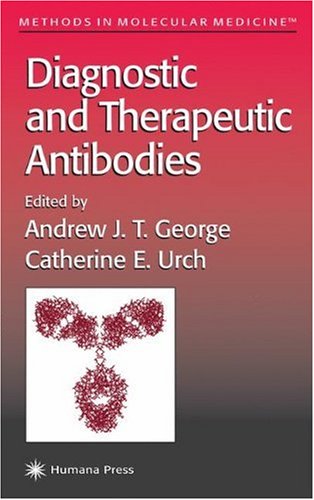 METHODS IN MOLECULAR MEDICINE™
Diagnostic
and Therapeutic
Antibodies
Edited by
Andrew J. T. George
Catherine E. Urch
Humana Press